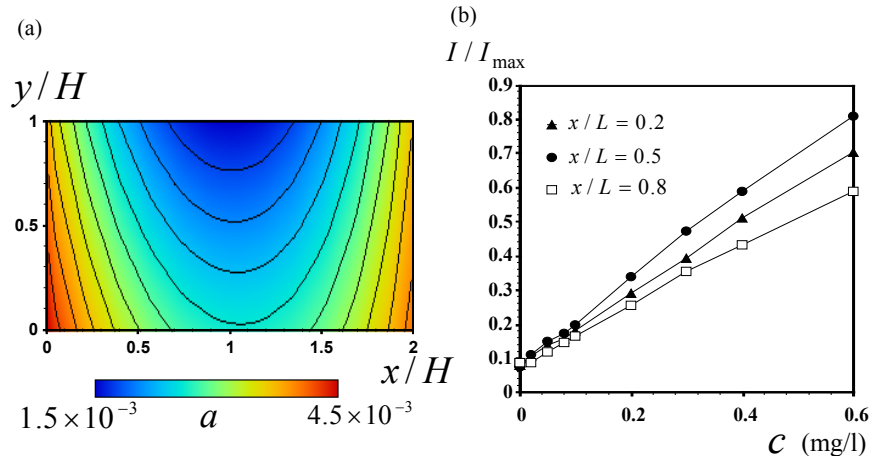 (a)
y/H
1
0.5
0
0 0.5 1 1.5 2
x/H
1.5×10⁻³ a 4.5×10⁻³
(b)
I/I_max
0.9
0.8
0.7
0.6
0.5
0.4
0.3
0.2
0.1
0
0 0.2 0.4 0.6
x/L = 0.2
x/L = 0.5
x/L = 0.8
c (mg/l)